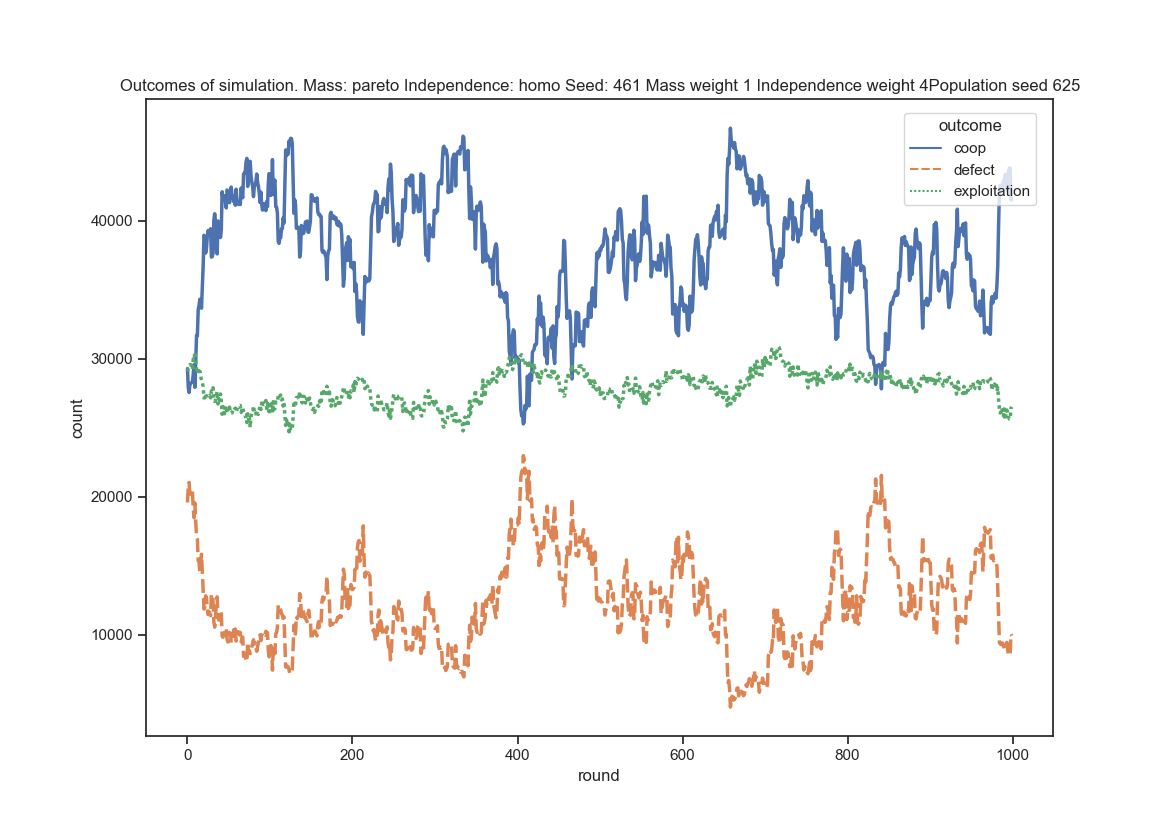 Outcomes of simulation. Mass: pareto Independence: homo Seed: 461 Mass weight 1 Independence weight 4Population seed 625
outcome
coop
defect
exploitation
40000
30000
20000
10000
count
0
200
400
600
800
1000
round